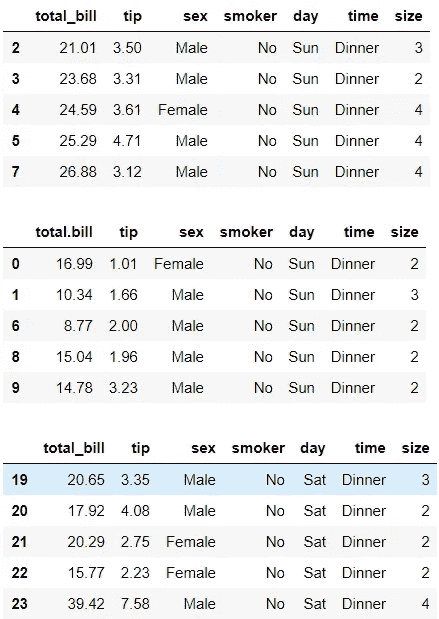 total_bill tip sex smoker day time size
2 21.01 3.50 Male No Sun Dinner 3
3 23.68 3.31 Male No Sun Dinner 2
4 24.59 3.61 Female No Sun Dinner 4
5 25.29 4.71 Male No Sun Dinner 4
7 26.88 3.12 Male No Sun Dinner 4
total.bill tip sex smoker day time size
0 16.99 1.01 Female No Sun Dinner 2
1 10.34 1.66 Male No Sun Dinner 3
6 8.77 2.00 Male No Sun Dinner 2
8 15.04 1.96 Male No Sun Dinner 2
9 14.78 3.23 Male No Sun Dinner 2
total_bill tip sex smoker day time size
19 20.65 3.35 Male No Sat Dinner 3
20 17.92 4.08 Male No Sat Dinner 2
21 20.29 2.75 Female No Sat Dinner 2
22 15.77 2.23 Female No Sat Dinner 2
23 39.42 7.58 Male No Sat Dinner 4